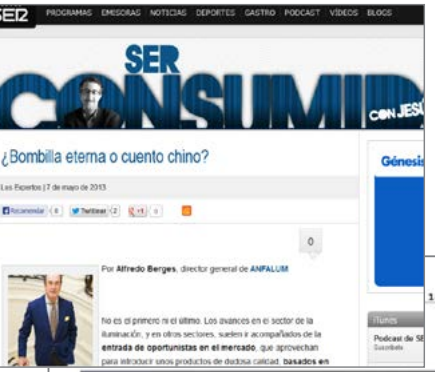 SER PROGRAMAS EMISORAS NOTICIAS DEPORTES GASTRO PODCAST VÍDEOS BLOGS
SER
CONSUMID
CON JESÚ
¿Bombilla eterna o cuento chino?
Génesis
Los Expertos | 7 de mayo de 2013
Recomendar 8 Twittear 2 +1 0
0
Por Alfredo Berges, director general de ANFALUM
No es el primero ni el último. Los avances en el sector de la
iluminación, y en otros sectores, suelen ir acompañados de la
entrada de oportunistas en el mercado, que aprovechan
para introducir unos productos de dudosa calidad, basados en
1
iTunes
Podcast de SE
Suscríbete